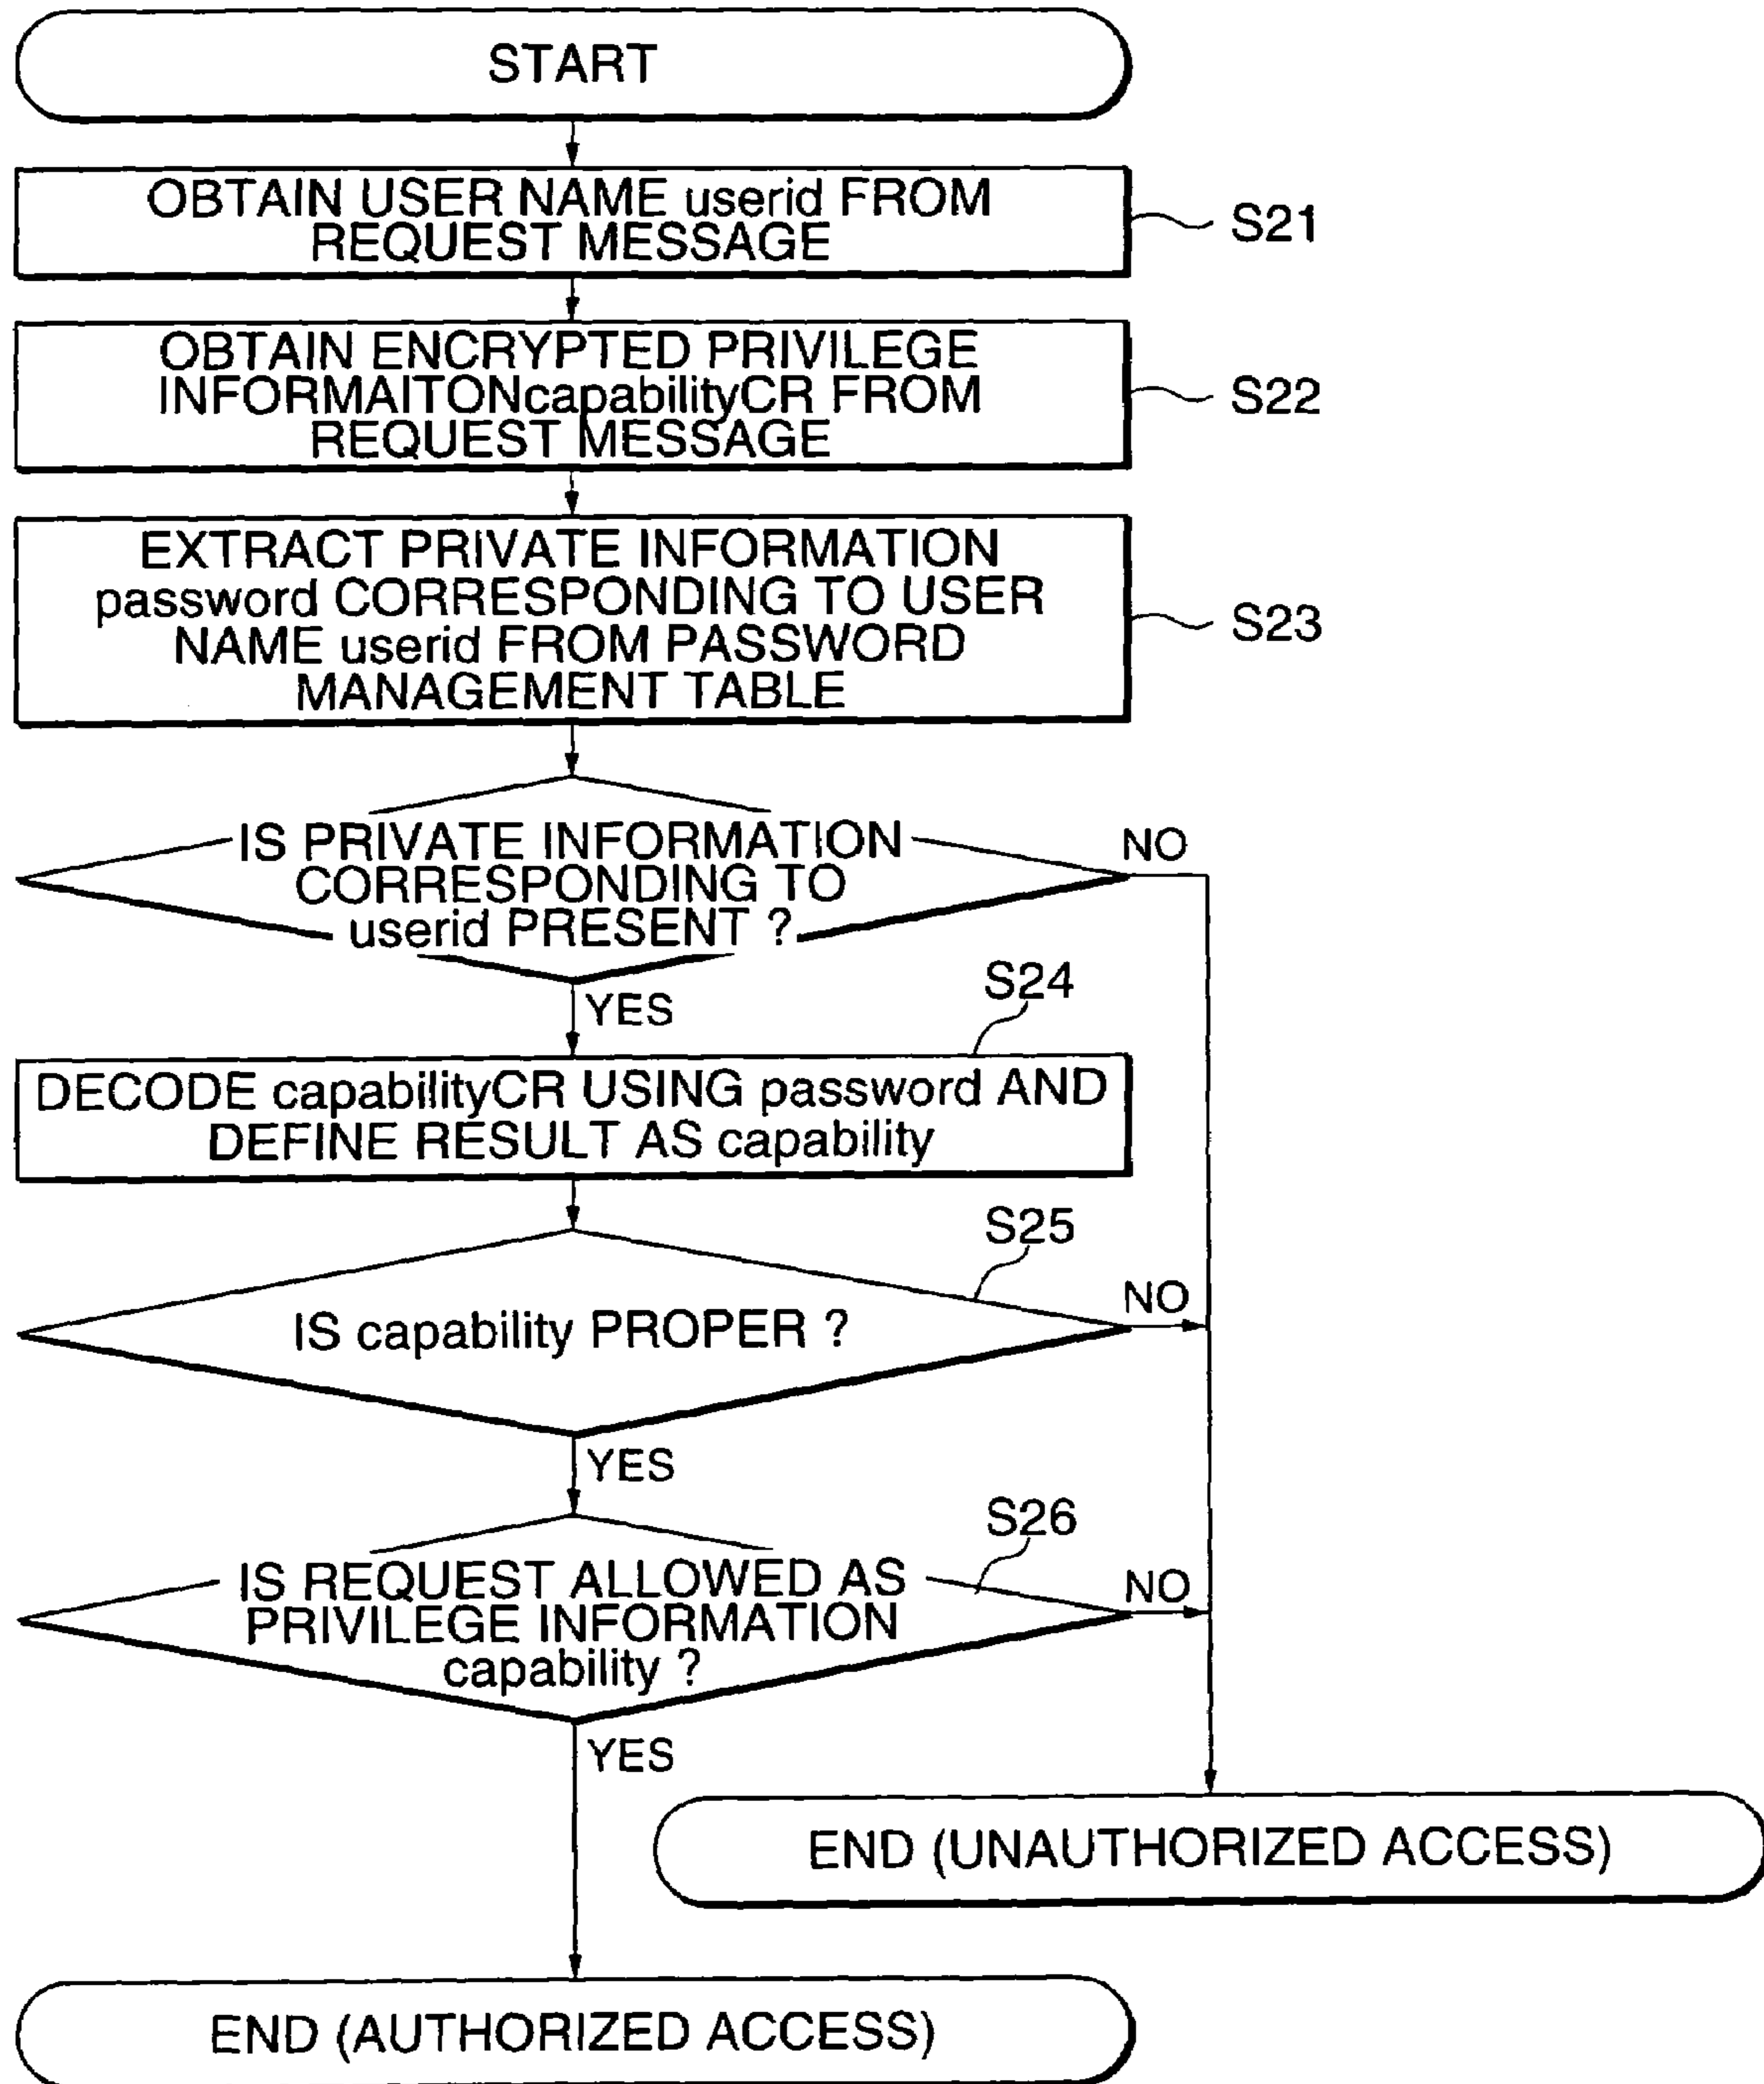 START
OBTAIN USER NAME userid FROM
REQUEST MESSAGE
S21
OBTAIN ENCRYPTED PRIVILEGE
INFORMAITONcapabilityCR FROM
REQUEST MESSAGE
S22
EXTRACT PRIVATE INFORMATION
password CORRESPONDING TO USER
NAME userid FROM PASSWORD
MANAGEMENT TABLE
S23
IS PRIVATE INFORMATION
CORRESPONDING TO
userid PRESENT ?
NO
YES
S24
DECODE capabilityCR USING password AND
DEFINE RESULT AS capability
S25
IS capability PROPER ?
NO
YES
S26
IS REQUEST ALLOWED AS
PRIVILEGE INFORMATION
capability ?
NO
YES
END (UNAUTHORIZED ACCESS)
END (AUTHORIZED ACCESS)